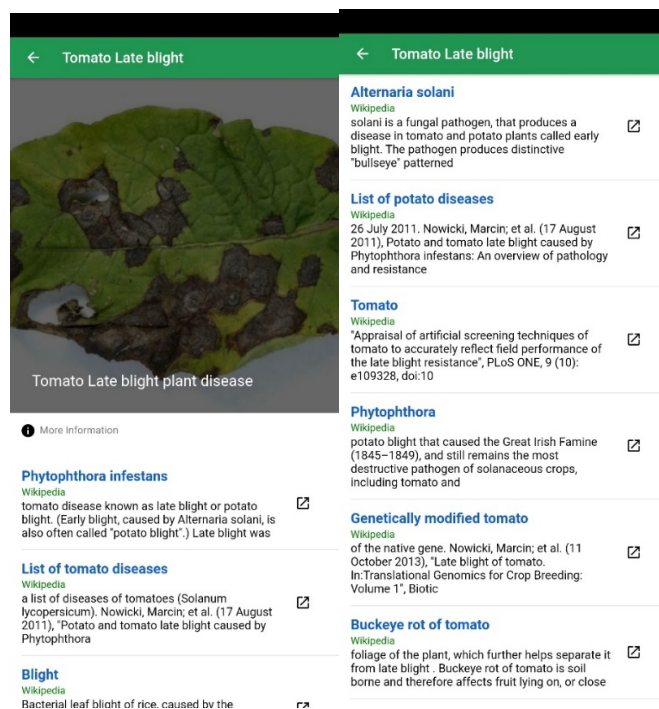 Tomato Late blight
Tomato Late blight plant disease
More Information
Phytophthora infestans
Wikipedia
tomato disease known as late blight or potato
blight. (Early blight, caused by Alternaria solani, is
also often called "potato blight".) Late blight was
List of tomato diseases
Wikipedia
a list of diseases of tomatoes (Solanum
lycopersicum). Nowicki, Marcin; et al. (17 August
2011), "Potato and tomato late blight caused by
Phytophthora
Blight
Wikipedia
Bacterial leaf blight of rice, caused by the
Tomato Late blight
Alternaria solani
Wikipedia
solani is a fungal pathogen, that produces a
disease in tomato and potato plants called early
blight. The pathogen produces distinctive
"bullseye" patterned
List of potato diseases
Wikipedia
26 July 2011. Nowicki, Marcin; et al. (17 August
2011), Potato and tomato late blight caused by
Phytophthora infestans: An overview of pathology
and resistance
Tomato
Wikipedia
"Appraisal of artificial screening techniques of
tomato to accurately reflect field performance of
the late blight resistance", PLoS ONE, 9 (10):
e109328, doi:10
Phytophthora
Wikipedia
potato blight that caused the Great Irish Famine
(1845–1849), and still remains the most
destructive pathogen of solanaceous crops,
including tomato and
Genetically modified tomato
Wikipedia
of the native gene. Nowicki, Marcin; et al. (11
October 2013), "Late blight of tomato.
In:Translational Genomics for Crop Breeding:
Volume 1", Biotic
Buckeye rot of tomato
Wikipedia
foliage of the plant, which further helps separate it
from late blight . Buckeye rot of tomato is soil
borne and therefore affects fruit lying on, or close